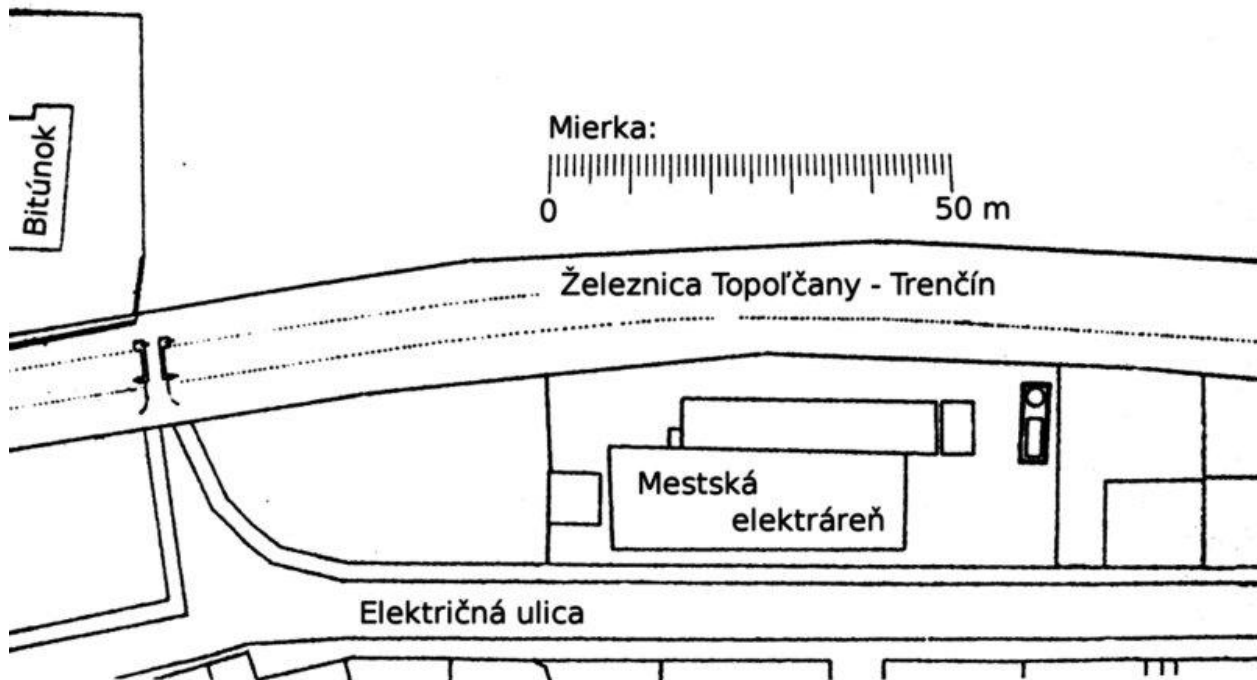 Bitúnok
Mierka:
0
50 m
Železnica Topoľčany - Trenčín
Mestská
elektráreň
Električná ulica